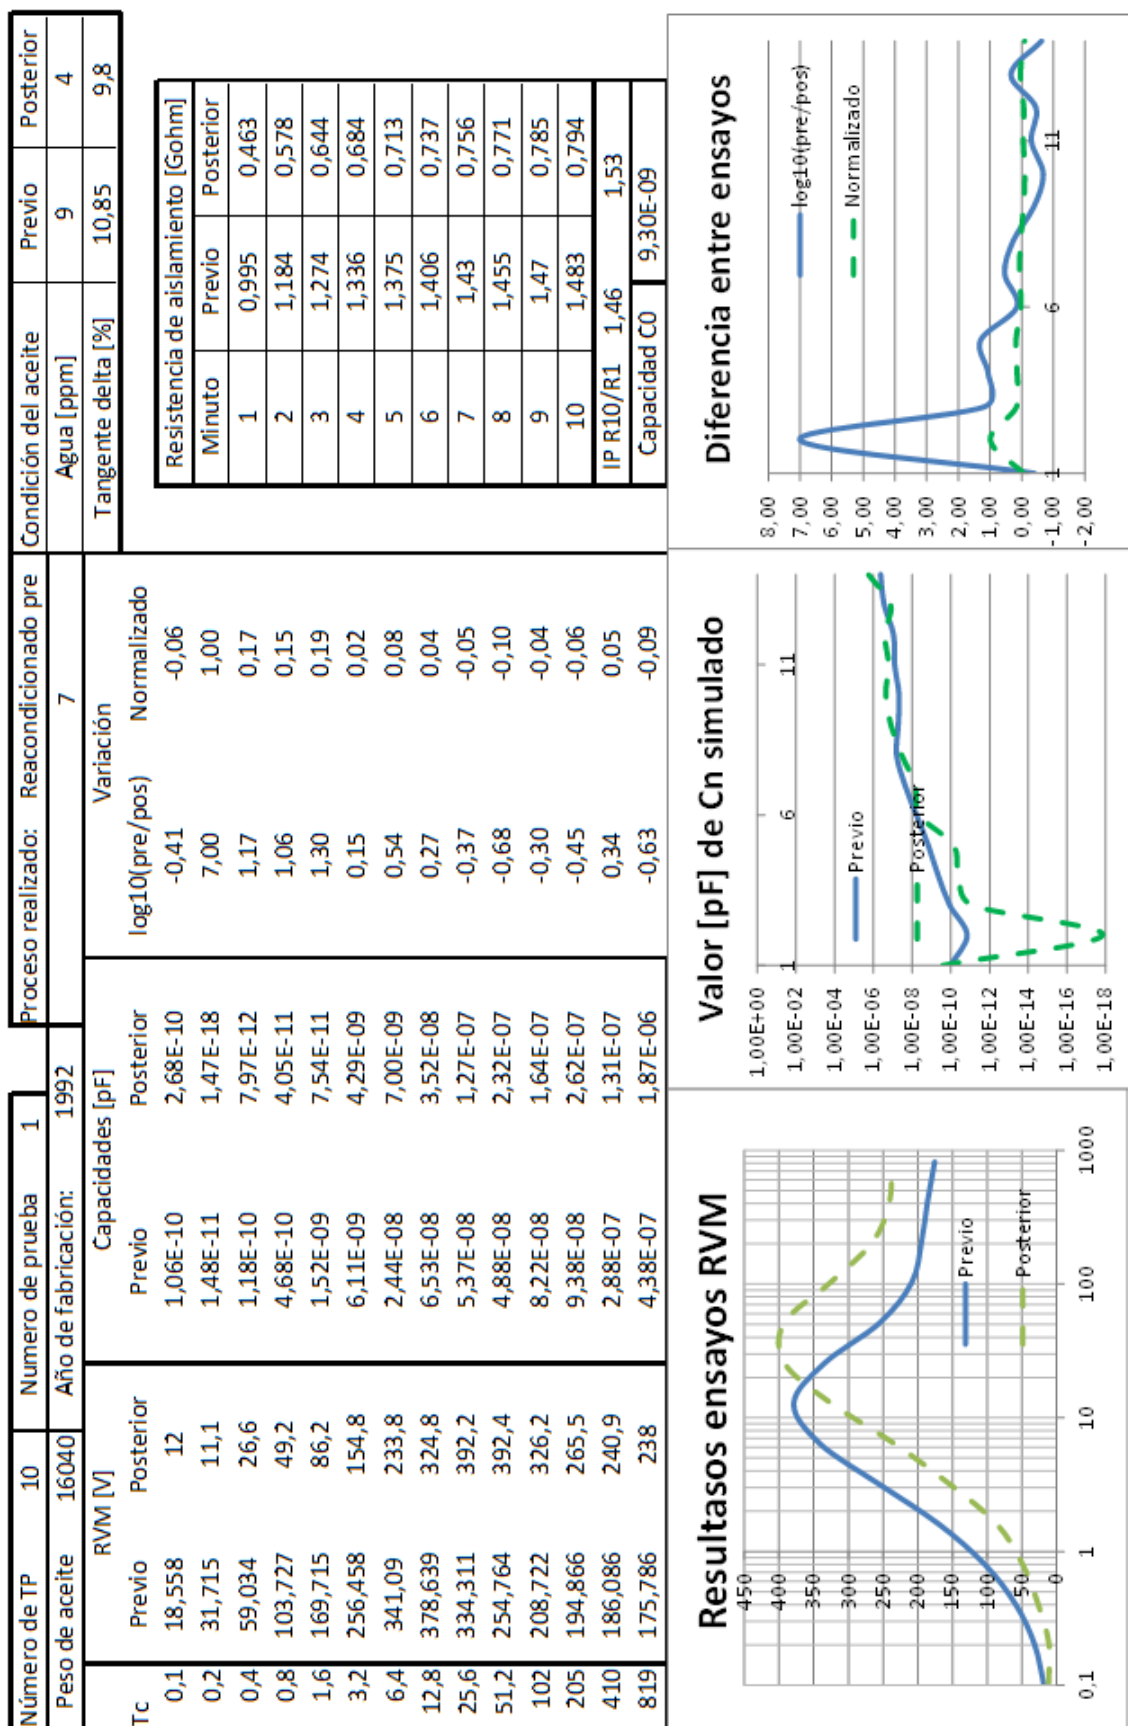 Número de TP 10 Numero de prueba 1 Proceso realizado: Reacondicionado pre Condición del aceite Previo Posterior
Peso de aceite 16040 Año de fabricación: 1992 7 Agua [ppm] 9 4
RVM [V] Capacidades [pF] Variación Tangente delta [%] 10,85 9,8
Tc Previo Posterior Previo Posterior log10(pre/pos) Normalizado
0,1 18,558 12 1,06E-10 2,68E-10 -0,41 -0,06
0,2 31,715 11,1 1,48E-11 1,47E-18 7,00 1,00
0,4 59,034 26,6 1,18E-10 7,97E-12 1,17 0,17
0,8 103,727 49,2 4,68E-10 4,05E-11 1,06 0,15
1,6 169,715 86,2 1,52E-09 7,54E-11 1,30 0,19
3,2 256,458 154,8 6,11E-09 4,29E-09 0,15 0,02
6,4 341,09 233,8 2,44E-08 7,00E-09 0,54 0,08
12,8 378,639 324,8 6,53E-08 3,52E-08 0,27 0,04
25,6 334,311 392,2 5,37E-08 1,27E-07 -0,37 -0,05
51,2 254,764 392,4 4,88E-08 2,32E-07 -0,68 -0,10
102 208,722 326,2 8,22E-08 1,64E-07 -0,30 -0,04
205 194,866 265,5 9,38E-08 2,62E-07 -0,45 -0,06
410 186,086 240,9 2,88E-07 1,31E-07 0,34 0,05
819 175,786 238 4,38E-07 1,87E-06 -0,63 -0,09
Resistencia de aislamiento [Gohm]
Minuto Previo Posterior
1 0,995 0,463
2 1,184 0,578
3 1,274 0,644
4 1,336 0,684
5 1,375 0,713
6 1,406 0,737
7 1,43 0,756
8 1,455 0,771
9 1,47 0,785
10 1,483 0,794
IP R10/R1 1,46 1,53
Capacidad C0 9,30E-09
Resultasos ensayos RVM
450
400
350
300
250
200
150
100
50
0
0,1 1 10 100 1000
Previo
Posterior
Valor [pF] de Cn simulado
1,00E+00
1,00E-02
1,00E-04
1,00E-06
1,00E-08
1,00E-10
1,00E-12
1,00E-14
1,00E-16
1,00E-18
1 6 11
Previo
Posterior
Diferencia entre ensayos
8,00
7,00
6,00
5,00
4,00
3,00
2,00
1,00
0,00
-1,00
-2,00
1 6 11
log10(pre/pos)
Normalizado